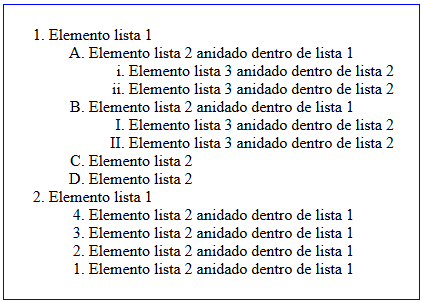 1. Elemento lista 1
A. Elemento lista 2 anidado dentro de lista 1
i. Elemento lista 3 anidado dentro de lista 2
ii. Elemento lista 3 anidado dentro de lista 2
B. Elemento lista 2 anidado dentro de lista 1
I. Elemento lista 3 anidado dentro de lista 2
II. Elemento lista 3 anidado dentro de lista 2
C. Elemento lista 2
D. Elemento lista 2
2. Elemento lista 1
4. Elemento lista 2 anidado dentro de lista 1
3. Elemento lista 2 anidado dentro de lista 1
2. Elemento lista 2 anidado dentro de lista 1
1. Elemento lista 2 anidado dentro de lista 1